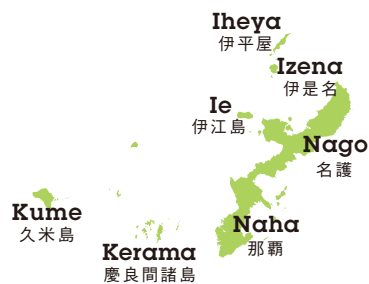 Iheya
伊平屋
Izena
伊是名
Ie
伊江島
Nago
名護
Kume
久米島
Naha
那覇
Kerama
慶良間諸島